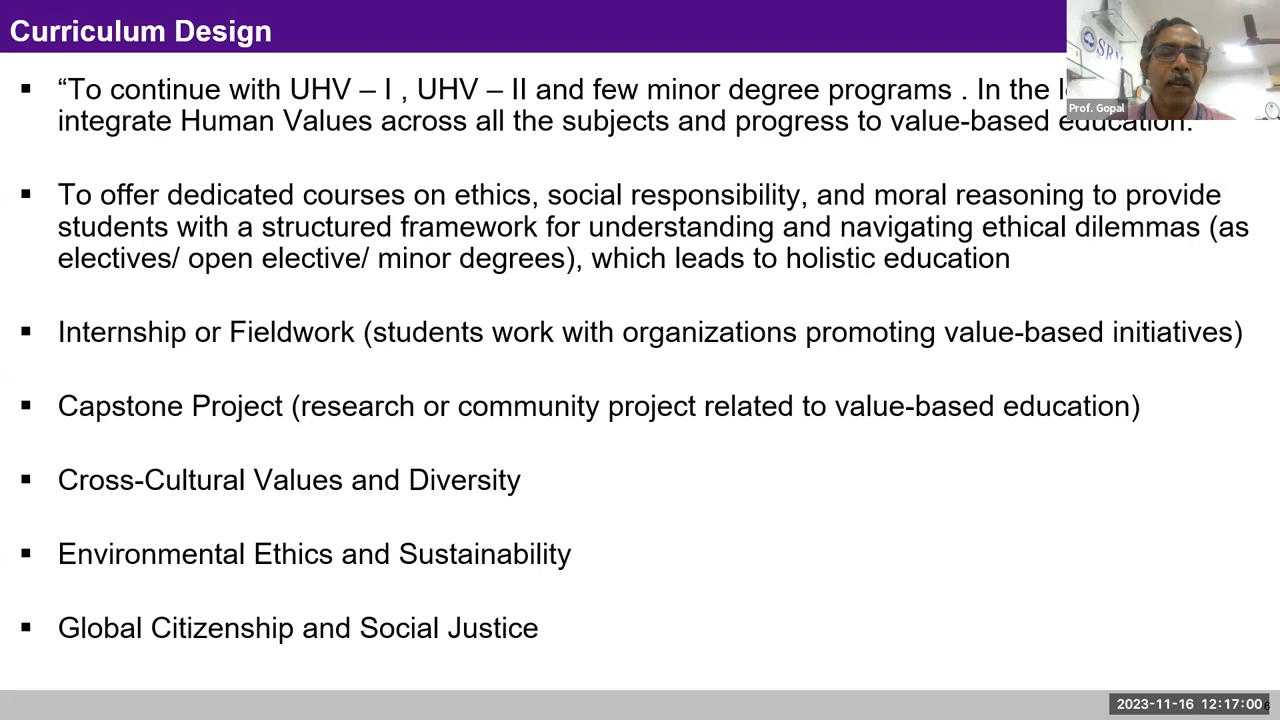 Curriculum Design
▪ “To continue with UHV – I , UHV – II and few minor degree programs . In the
integrate Human Values across all the subjects and progress to value-based education.
▪ To offer dedicated courses on ethics, social responsibility, and moral reasoning to provide
students with a structured framework for understanding and navigating ethical dilemmas (as
electives/ open elective/ minor degrees), which leads to holistic education
▪ Internship or Fieldwork (students work with organizations promoting value-based initiatives)
▪ Capstone Project (research or community project related to value-based education)
▪ Cross-Cultural Values and Diversity
▪ Environmental Ethics and Sustainability
▪ Global Citizenship and Social Justice
Prof. Gopal
2023-11-16 12:17:00